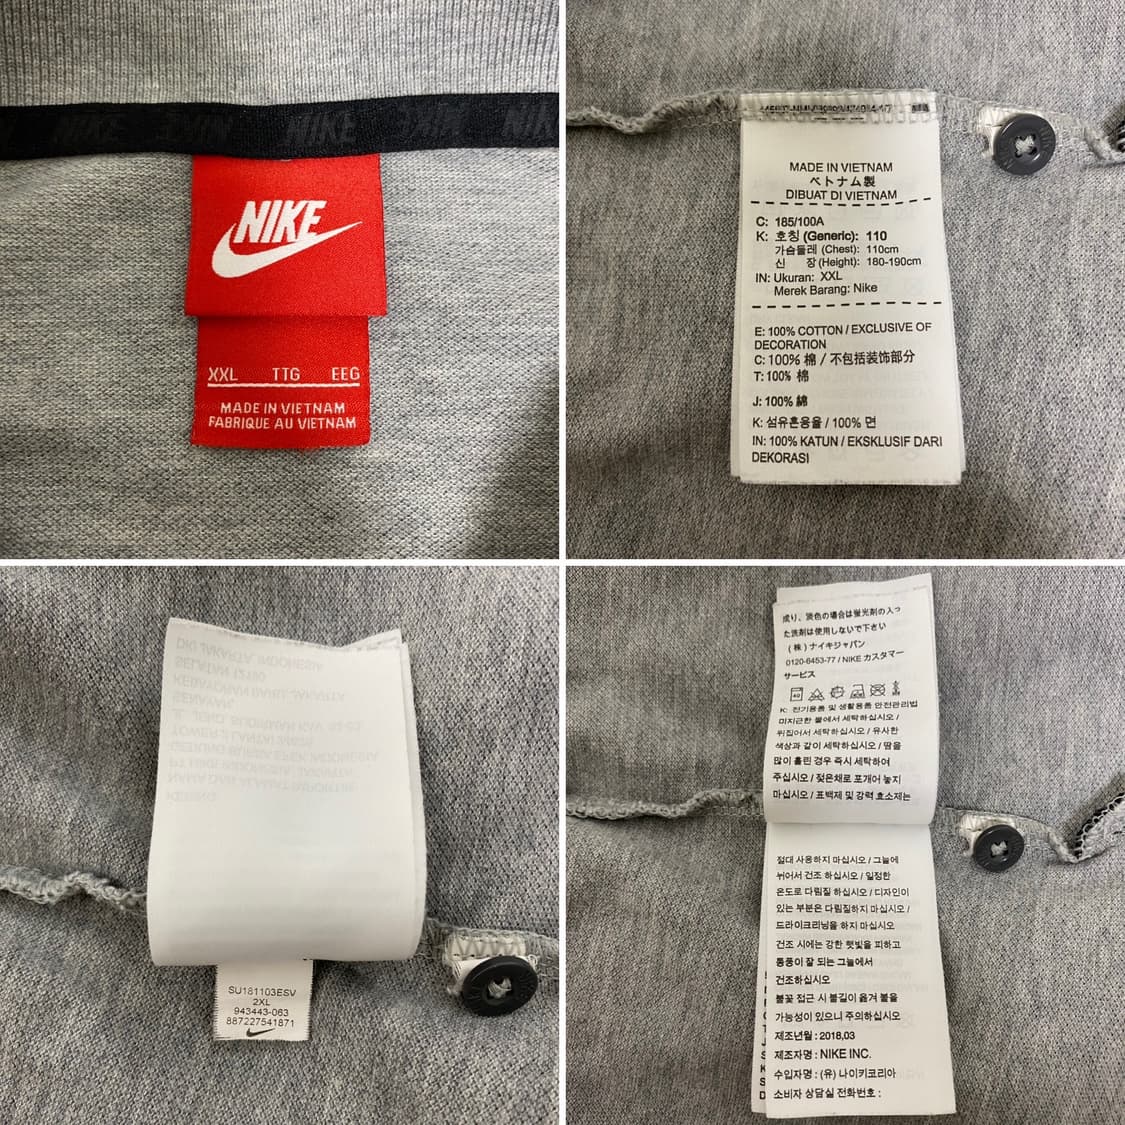 NIKE NIKE NIKE NIKE
NIKE
XXL TTG EEG
MADE IN VIETNAM
FABRIQUE AU VIETNAM
MADE IN VIETNAM
ベトナム製
DIBUAT DI VIETNAM
C: 185/100A
K: 호칭 (Generic): 110
가슴둘레 (Chest): 110cm
신 장 (Height): 180-190cm
IN: Ukuran: XXL
Merek Barang: Nike
E: 100% COTTON / EXCLUSIVE OF
DECORATION
C: 100% 棉 / 不包括装饰部分
T: 100% 棉
J: 100% 綿
K: 섬유혼용율 / 100% 면
IN: 100% KATUN / EKSKLUSIF DARI
DEKORASI
SU181103ESV
2XL
943443-063
887227541871
成り、淡色の場合は蛍光剤の入っ
た洗剤は使用しないで下さい
(株) ナイキジャパン
0120-6453-77 / NIKE カスタマー
サービス
K: 전기용품 및 생활용품 안전관리법
미지근한 물에서 세탁하십시오 /
뒤집어서 세탁하십시오 / 유사한
색상과 같이 세탁하십시오 / 땀을
많이 흘린 경우 즉시 세탁하여
주십시오 / 젖은채로 포개어 놓지
마십시오 / 표백제 및 강력 효소제는
절대 사용하지 마십시오 / 그늘에
뉘어서 건조 하십시오 / 일정한
온도로 다림질 하십시오 / 디자인이
있는 부분은 다림질하지 마십시오 /
드라이크리닝을 하지 마십시오
건조 시에는 강한 햇빛을 피하고
통풍이 잘 되는 그늘에서
건조하십시오
불꽃 접근 시 불길이 옮겨 붙을
가능성이 있으니 주의하십시오
제조년월 : 2018,03
제조자명 : NIKE INC.
수입자명 : (유) 나이키코리아
소비자 상담실 전화번호 :